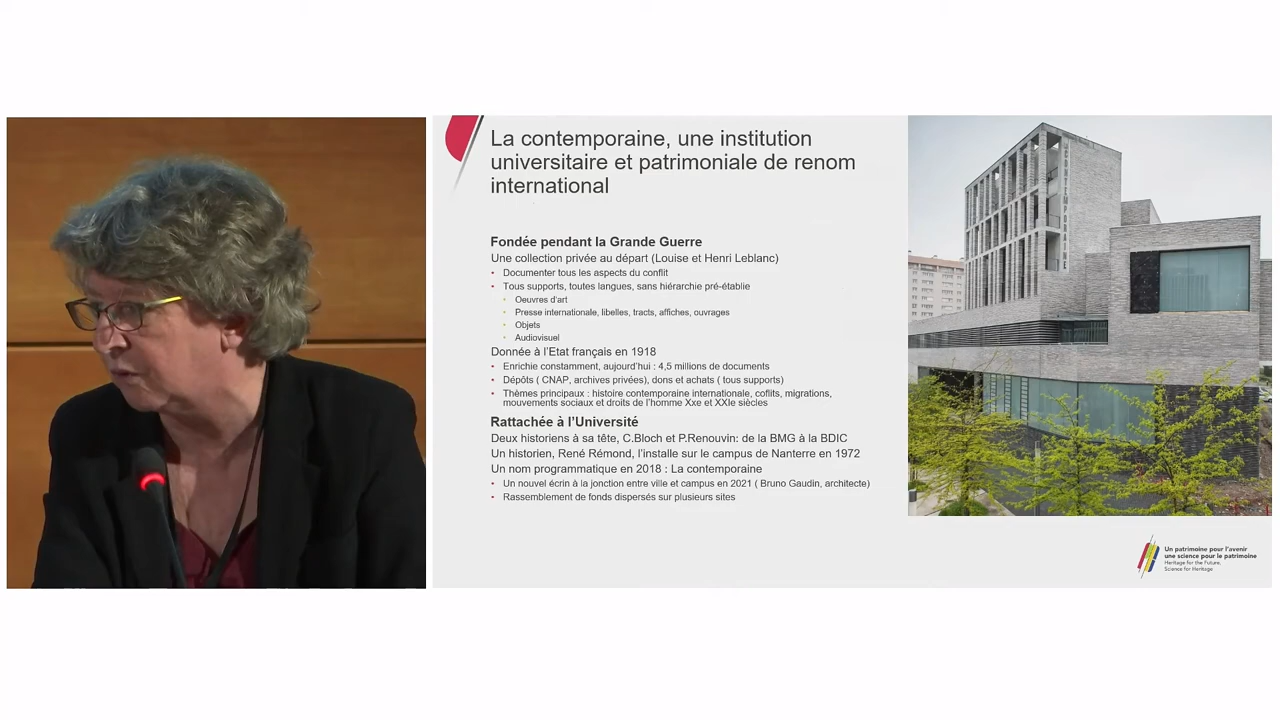 La contemporaine, une institution
universitaire et patrimoniale de renom
international
Fondée pendant la Grande Guerre
Une collection privée au départ (Louise et Henri Leblanc)
• Documenter tous les aspects du conflit
• Tous supports, toutes langues, sans hiérarchie pré-établie
• Oeuvres d'art
• Presse internationale, libelles, tracts, affiches, ouvrages
• Objets
• Audiovisuel
Donnée à l'Etat français en 1918
• Enrichie constamment, aujourd'hui : 4,5 millions de documents
• Dépôts ( CNAP, archives privées), dons et achats ( tous supports)
• Thèmes principaux : histoire contemporaine internationale, coflits, migrations,
mouvements sociaux et droits de l'homme Xxe et XXIe siècles
Rattachée à l'Université
Deux historiens à sa tête, C.Bloch et P.Renouvin: de la BMG à la BDIC
Un historien, René Rémond, l'installe sur le campus de Nanterre en 1972
Un nom programmatique en 2018 : La contemporaine
• Un nouvel écrin à la jonction entre ville et campus en 2021 ( Bruno Gaudin, architecte)
• Rassemblement de fonds dispersés sur plusieurs sites
LA CONTEMPORAINE
Un patrimoine pour l'avenir
une science pour le patrimoine
Heritage for the Future,
Science for Heritage